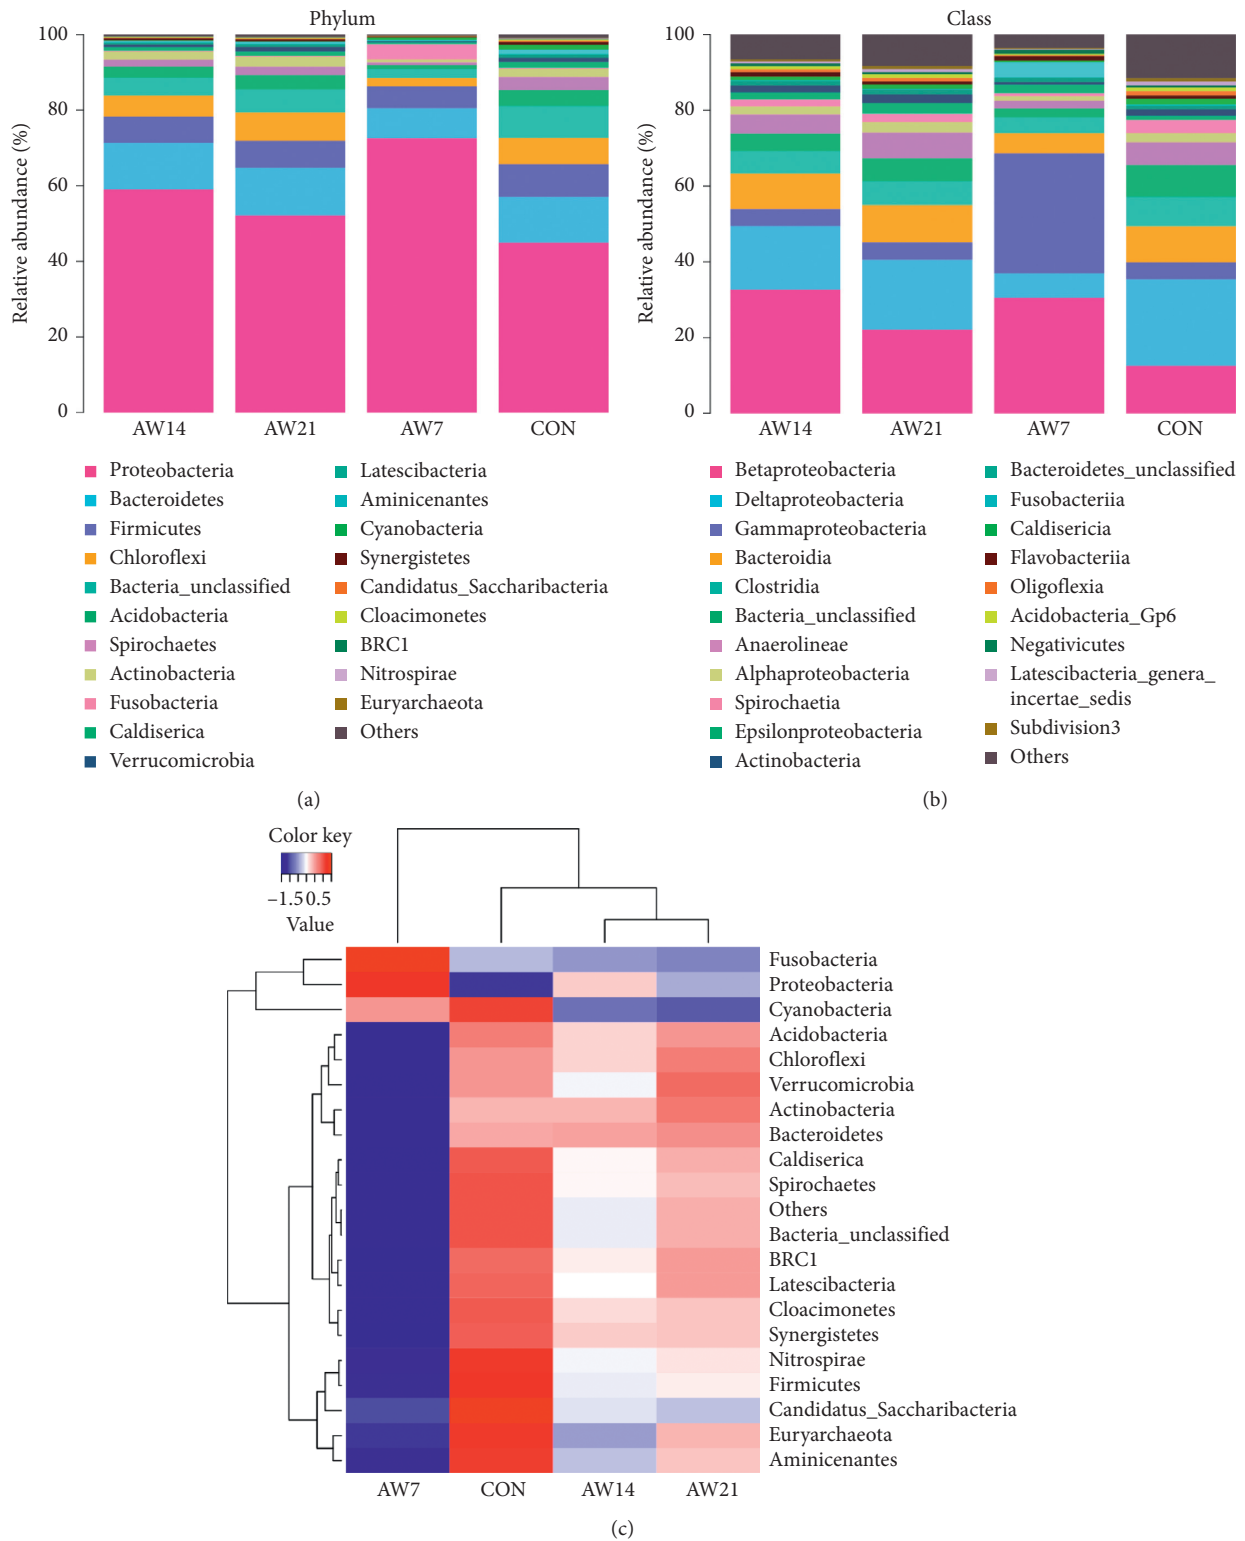 Phylum
Relative abundance (%)
100
80
60
40
20
0
AW14 AW21 AW7 CON
Proteobacteria
Bacteroidetes
Firmicutes
Chloroflexi
Bacteria_unclassified
Acidobacteria
Spirochaetes
Actinobacteria
Fusobacteria
Caldiserica
Verrucomicrobia
Latescibacteria
Aminicenantes
Cyanobacteria
Synergistetes
Candidatus_Saccharibacteria
Cloacimonetes
BRC1
Nitrospirae
Euryarchaeota
Others
(a)
Class
Relative abundance (%)
100
80
60
40
20
0
AW14 AW21 AW7 CON
Betaproteobacteria
Deltaproteobacteria
Gammaproteobacteria
Bacteroidia
Clostridia
Bacteria_unclassified
Anaerolineae
Alphaproteobacteria
Spirochaetia
Epsilonproteobacteria
Actinobacteria
Bacteroidetes_unclassified
Fusobacteriia
Caldisericia
Flavobacteriia
Oligoflexia
Acidobacteria_Gp6
Negativicutes
Latescibacteria_genera_
incertae_sedis
Subdivision3
Others
(b)
Color key
−1.5 0.5
Value
Fusobacteria
Proteobacteria
Cyanobacteria
Acidobacteria
Chloroflexi
Verrucomicrobia
Actinobacteria
Bacteroidetes
Caldiserica
Spirochaetes
Others
Bacteria_unclassified
BRC1
Latescibacteria
Cloacimonetes
Synergistetes
Nitrospirae
Firmicutes
Candidatus_Saccharibacteria
Euryarchaeota
Aminicenantes
AW7 CON AW14 AW21
(c)